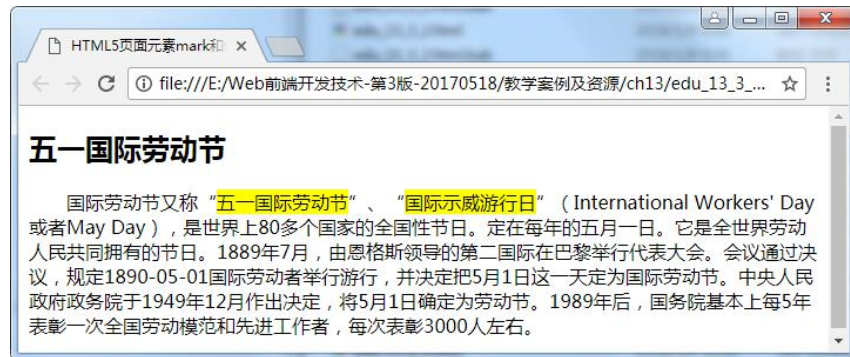 HTML5页面元素mark和
file:///E:/Web前端开发技术-第3版-20170518/教学案例及资源/ch13/edu_13_3_...
五一国际劳动节
国际劳动节又称“五一国际劳动节”、“国际示威游行日”（International Workers' Day
或者May Day），是世界上80多个国家的全国性节日。定在每年的五月一日。它是全世界劳动
人民共同拥有的节日。1889年7月，由恩格斯领导的第二国际在巴黎举行代表大会。会议通过决
议，规定1890-05-01国际劳动者举行游行，并决定把5月1日这一天定为国际劳动节。中央人民
政府政务院于1949年12月作出决定，将5月1日确定为劳动节。1989年后，国务院基本上每5年
表彰一次全国劳动模范和先进工作者，每次表彰3000人左右。